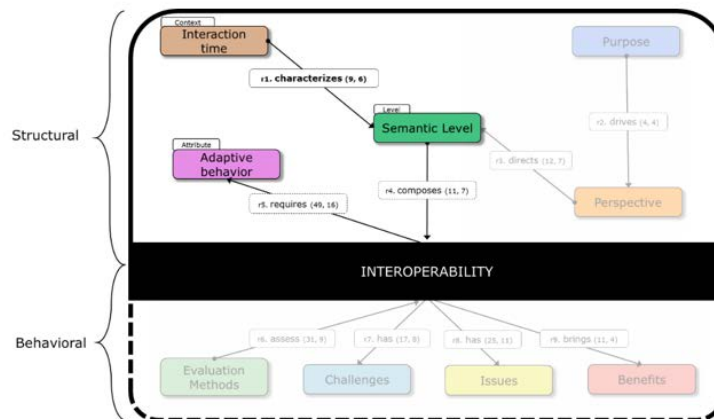 Context
Interaction
time
Purpose
r1. characterizes (9, 6)
Level
Semantic Level
r2. drives (4, 4)
Structural
Attribute
Adaptive
behavior
r3. directs (12, 7)
r4. composes (11, 7)
r5. requires (49, 16)
Perspective
INTEROPERABILITY
Behavioral
r6. assess (31, 9)
r7. has (17, 8)
r8. has (25, 11)
r9. brings (11, 4)
Evaluation
Methods
Challenges
Issues
Benefits